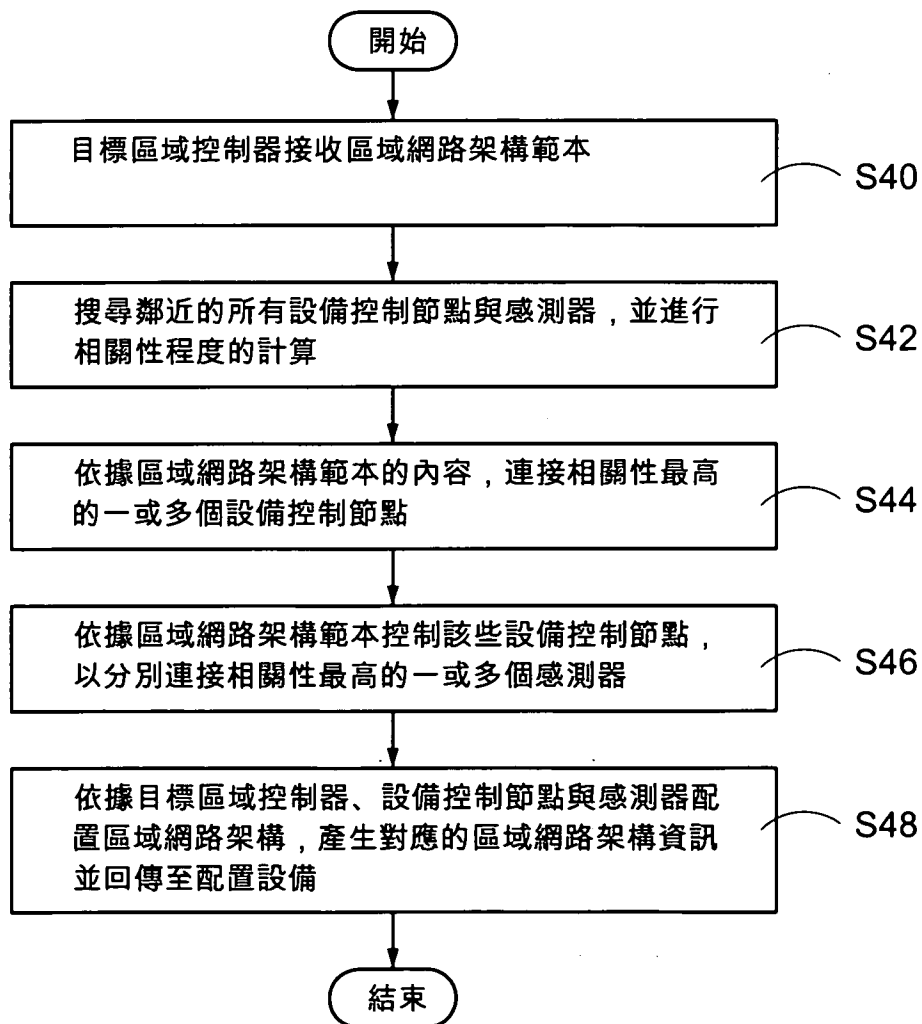 開始
目標區域控制器接收區域網路架構範本
S40
搜尋鄰近的所有設備控制節點與感測器，並進行
相關性程度的計算
S42
依據區域網路架構範本的內容，連接相關性最高
的一或多個設備控制節點
S44
依據區域網路架構範本控制該些設備控制節點，
以分別連接相關性最高的一或多個感測器
S46
依據目標區域控制器、設備控制節點與感測器配
置區域網路架構，產生對應的區域網路架構資訊
並回傳至配置設備
S48
結束